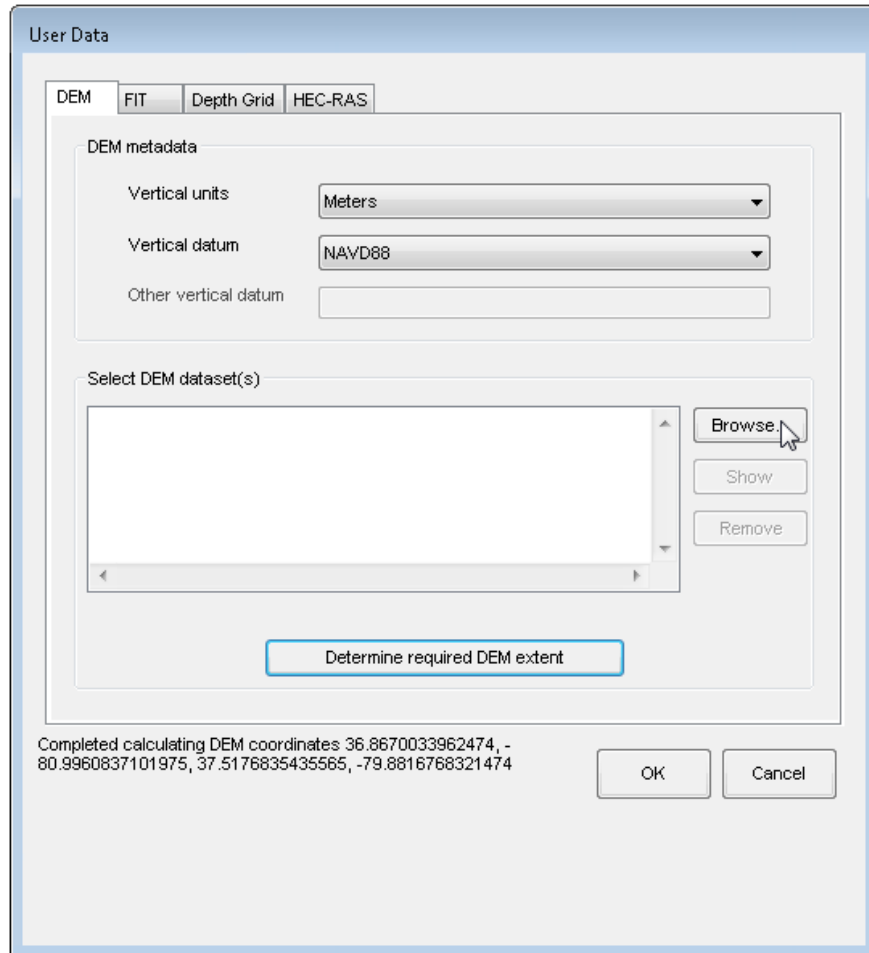 User Data
DEM FIT Depth Grid HEC-RAS
DEM metadata
Vertical units Meters
Vertical datum NAVD88
Other vertical datum
Select DEM dataset(s)
Browse..
Show
Remove
Determine required DEM extent
Completed calculating DEM coordinates 36.8670033962474, -
80.9960837101975, 37.5176835435565, -79.8816768321474
OK Cancel